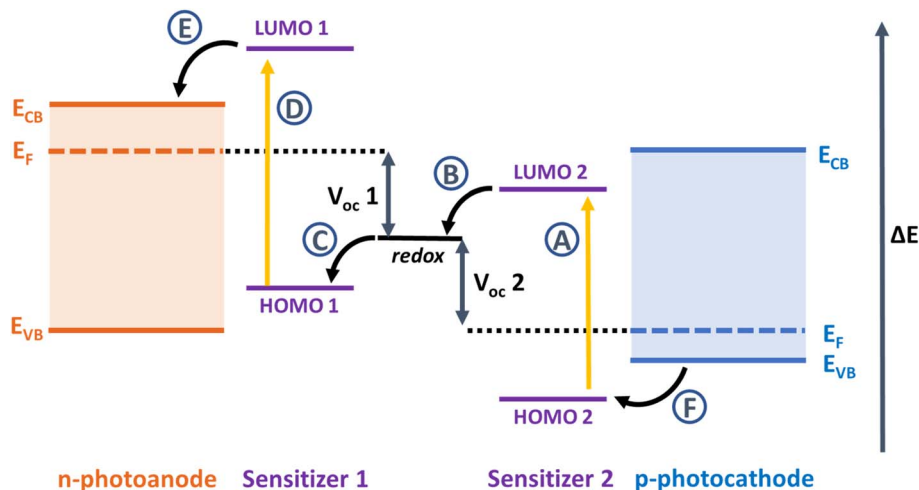 E
LUMO 1
E_CB
D
E_F
B
LUMO 2
E_CB
V_oc 1
C
redox
A
ΔE
HOMO 1
V_oc 2
E_VB
E_F
E_VB
HOMO 2
F
n-photoanode
Sensitizer 1
Sensitizer 2
p-photocathode